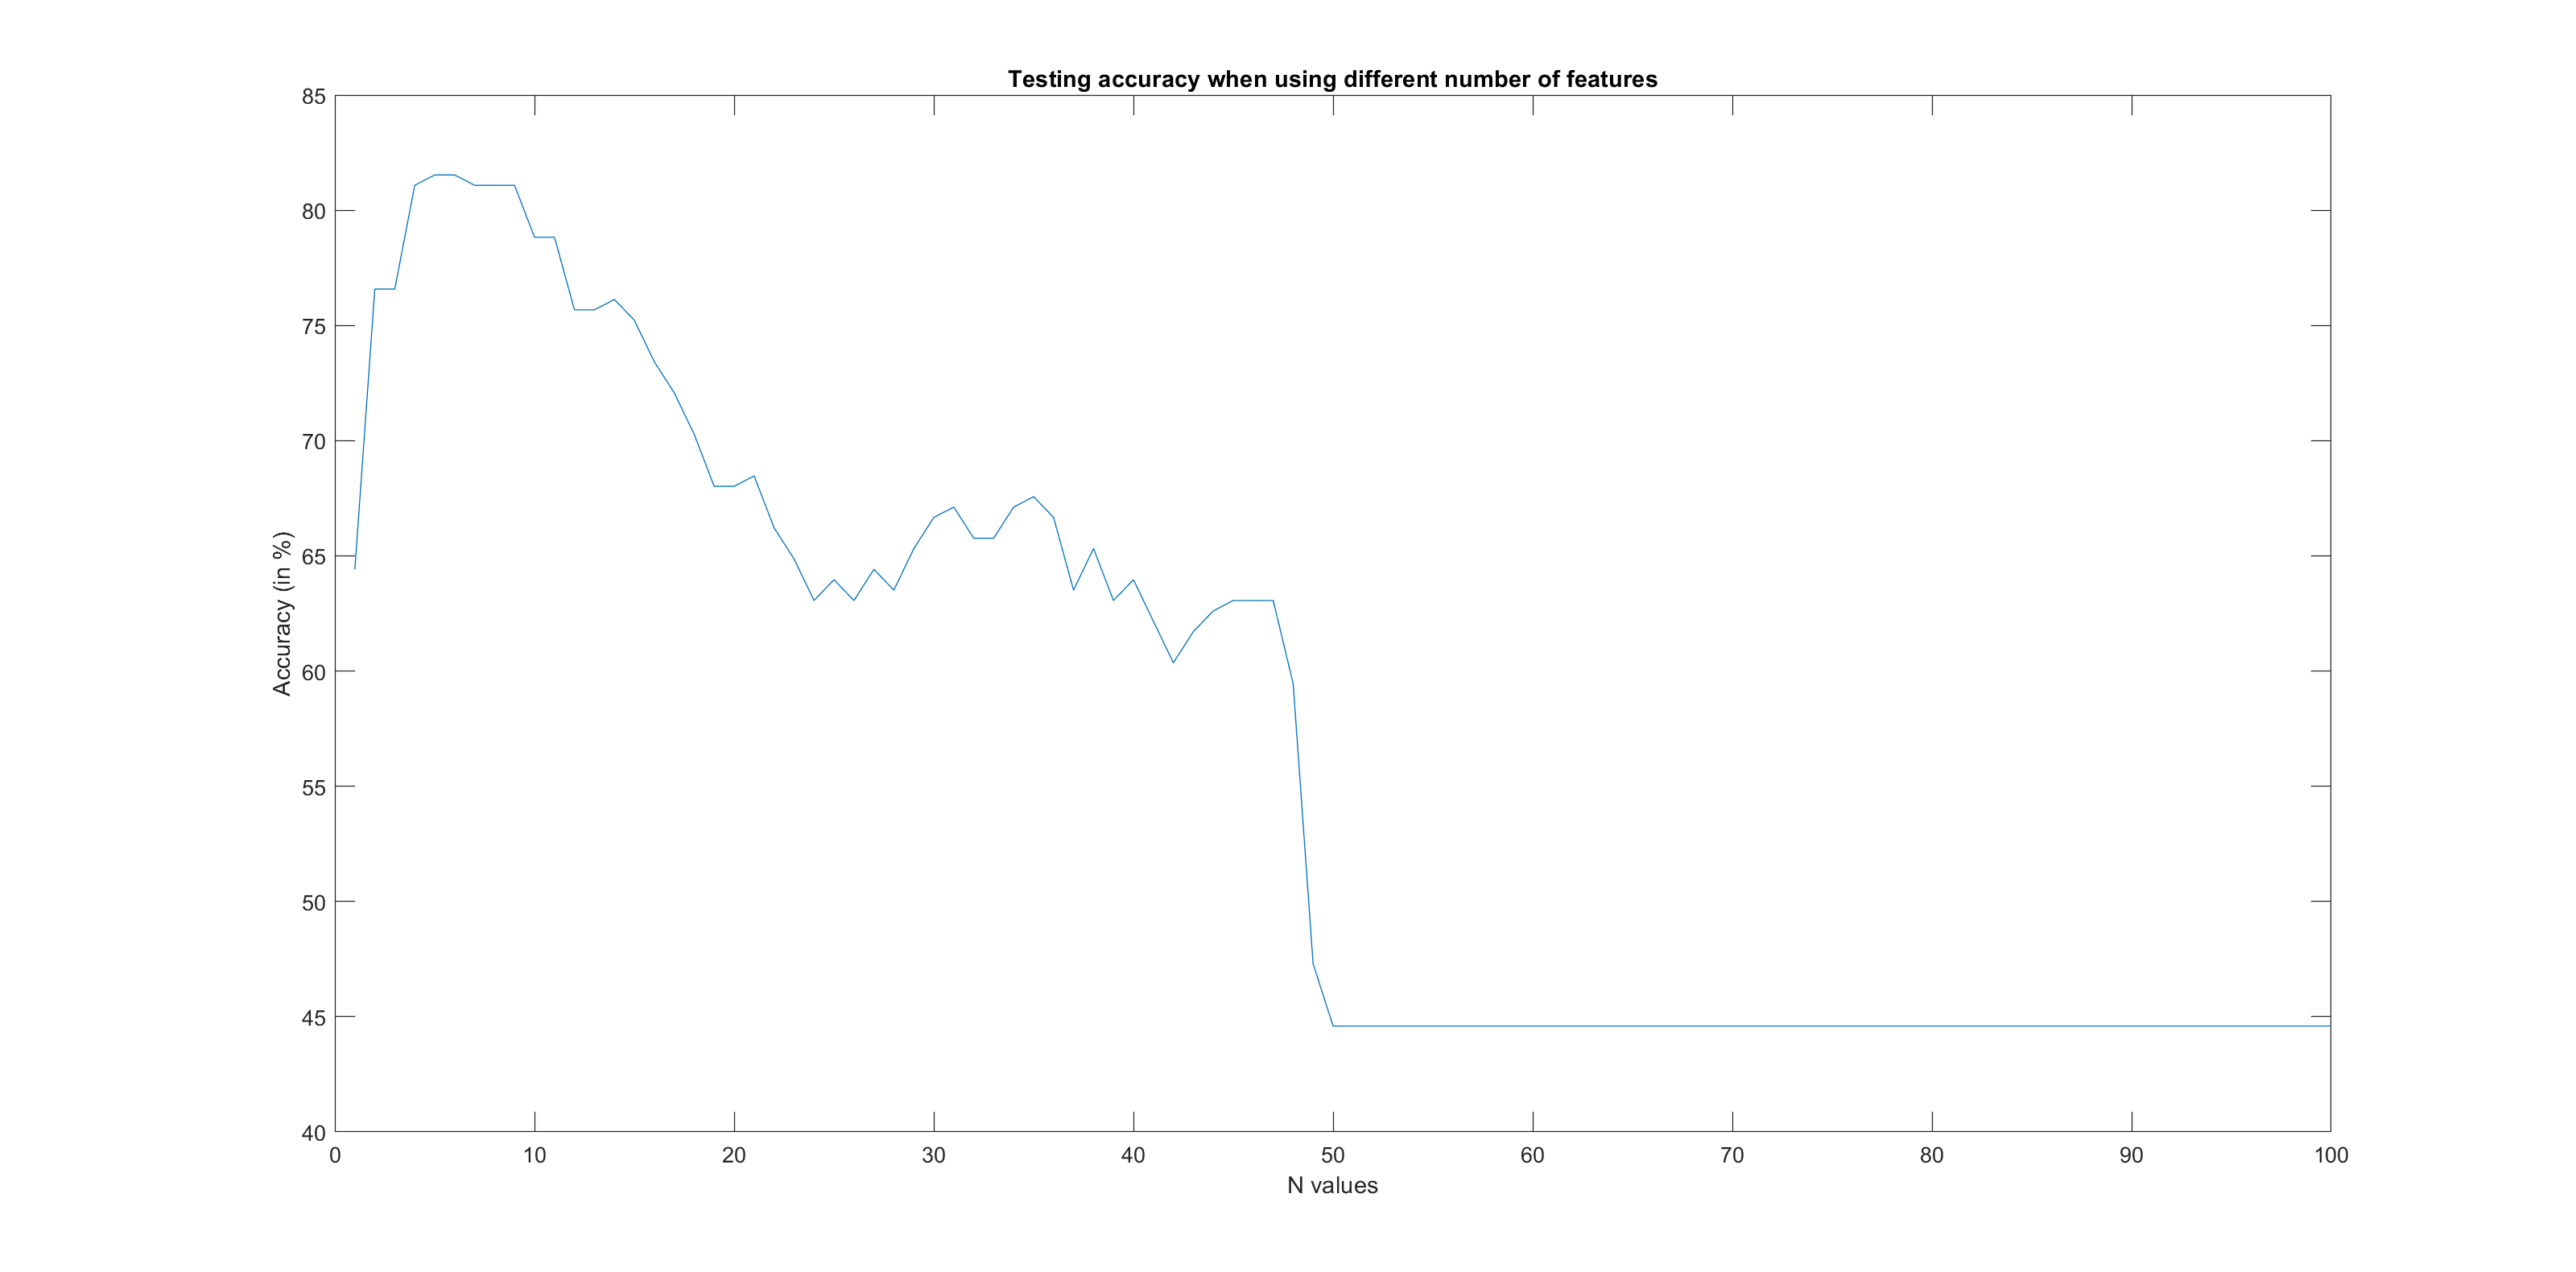 Testing accuracy when using different number of features
85
80
75
70
65
60
55
50
45
40
Accuracy (in %)
0 10 20 30 40 50 60 70 80 90 100
N values